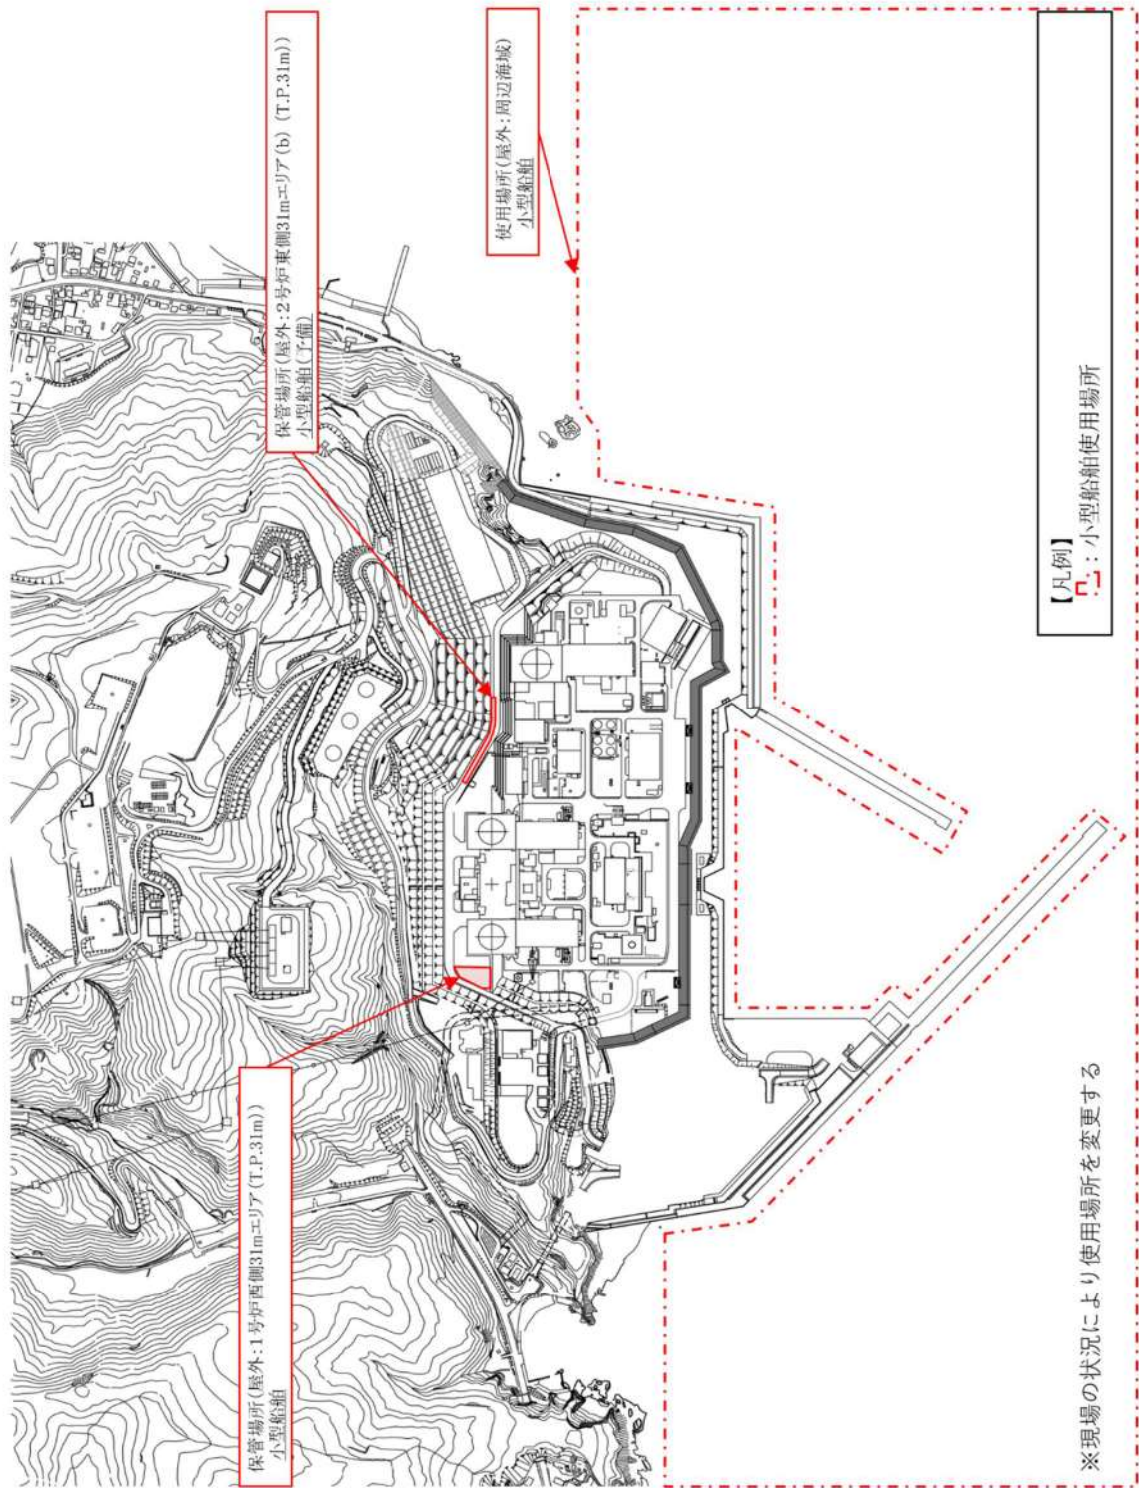 保管場所(屋外:1号炉西側31mエリア(T.P.31m))
小型船舶
保管場所(屋外:2号炉東側31mエリア(b) (T.P.31m))
小型船舶(予備)
使用場所(屋外:周辺海域)
小型船舶
※現場の状況により使用場所を変更する
【凡例】
:小型船舶使用場所